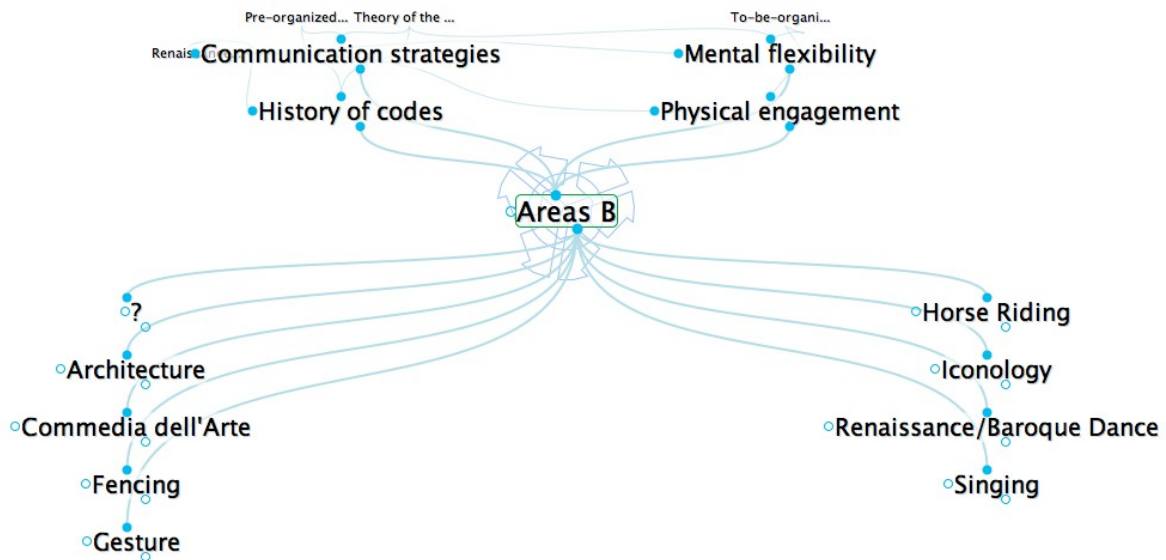 Pre-organized... Theory of the ...
To-be-organi...
Renais
Communication strategies
Mental flexibility
History of codes
Physical engagement
Areas B
?
Horse Riding
Architecture
Iconology
Commedia dell'Arte
Renaissance/Baroque Dance
Fencing
Singing
Gesture